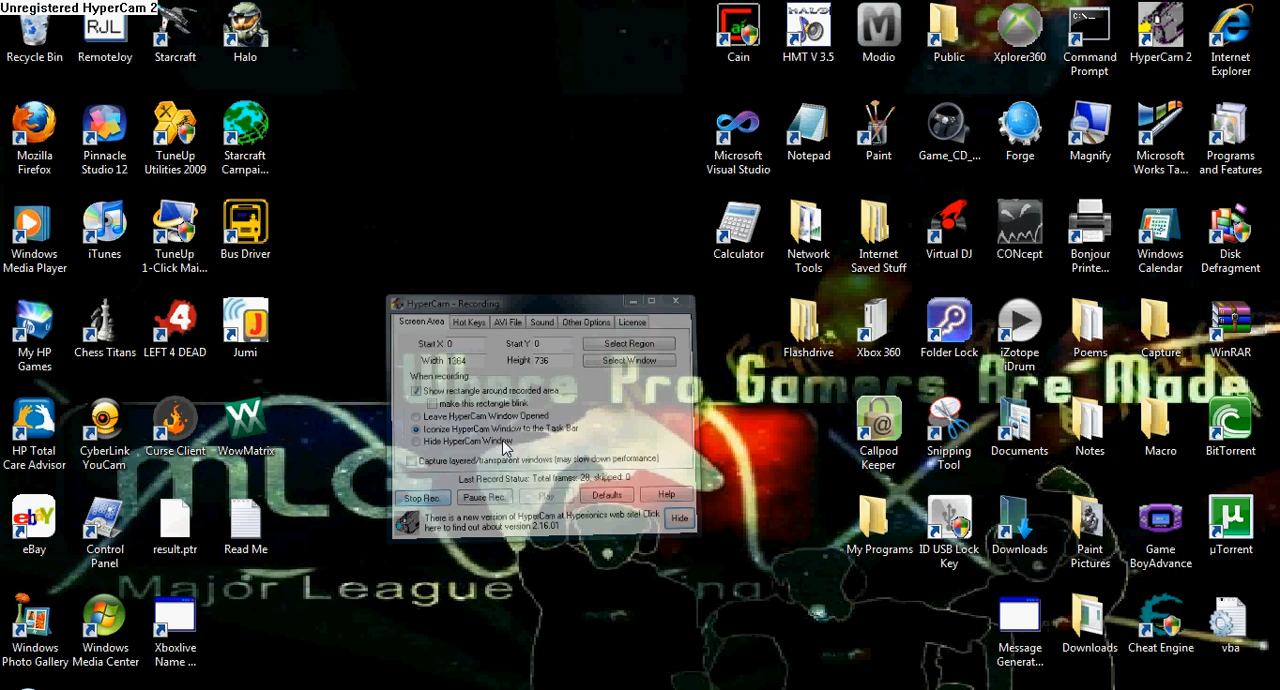 Unregistered HyperCam 2
Recycle Bin
RJL
RemoteJoy
Starcraft
Halo
Cain
HMT V 3.5
Modio
Public
Xplorer360
Command
Prompt
HyperCam 2
Internet
Explorer
Mozilla
Firefox
Pinnacle
Studio 12
TuneUp
Utilities 2009
Starcraft
Campai...
Microsoft
Visual Studio
Notepad
Paint
Game_CD_...
Forge
Magnify
Microsoft
Works Ta...
Programs
and Features
Windows
Media Player
iTunes
TuneUp
1-Click Mai...
Bus Driver
Calculator
Network
Tools
Internet
Saved Stuff
Virtual DJ
CONcept
Bonjour
Printe...
Windows
Calendar
Disk
Defragment
My HP
Games
Chess Titans
LEFT 4 DEAD
Jumi
Flashdrive
Xbox 360
Folder Lock
iZotope
iDrum
Poems
Capture
WinRAR
HyperCam - Recording
Screen Area Hot Keys AVI File Sound Other Options License
Start X 0 Start Y 0 Select Region
Width 1364 Height 736 Select Window
When recording:
Show rectangle around recorded area
make this rectangle blink
Leave HyperCam Window Opened
Iconize HyperCam Window to the Task Bar
Hide HyperCam Window
Capture layered/transparent windows (may slow down performance)
Last Record Status: Total frames: 28, skipped: 0
Stop Rec. Pause Rec. Play Defaults Help
There is a new version of HyperCam at Hyperionics web site! Click
here to find out about version 2.16.01
Hide
Where Pro Gamers Are Made
HP Total
Care Advisor
CyberLink
YouCam
Curse Client
WowMatrix
Callpod
Keeper
Snipping
Tool
Documents
Notes
Macro
BitTorrent
eBay
Control
Panel
result.ptr
Read Me
My Programs
ID USB Lock
Key
Downloads
Paint
Pictures
Game
BoyAdvance
µTorrent
MLG
Major League
Windows
Photo Gallery
Windows
Media Center
Xboxlive
Name ...
Message
Generat...
Downloads
Cheat Engine
vba